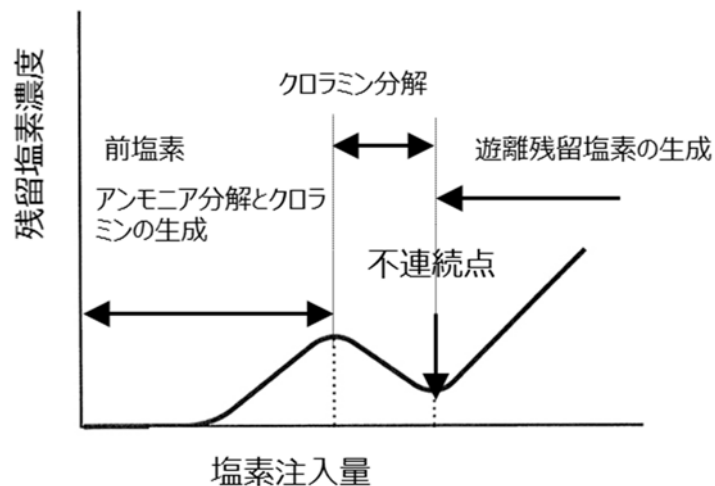 残留塩素濃度
クロラミン分解
前塩素
遊離残留塩素の生成
アンモニア分解とクロラ
ミンの生成
不連続点
塩素注入量